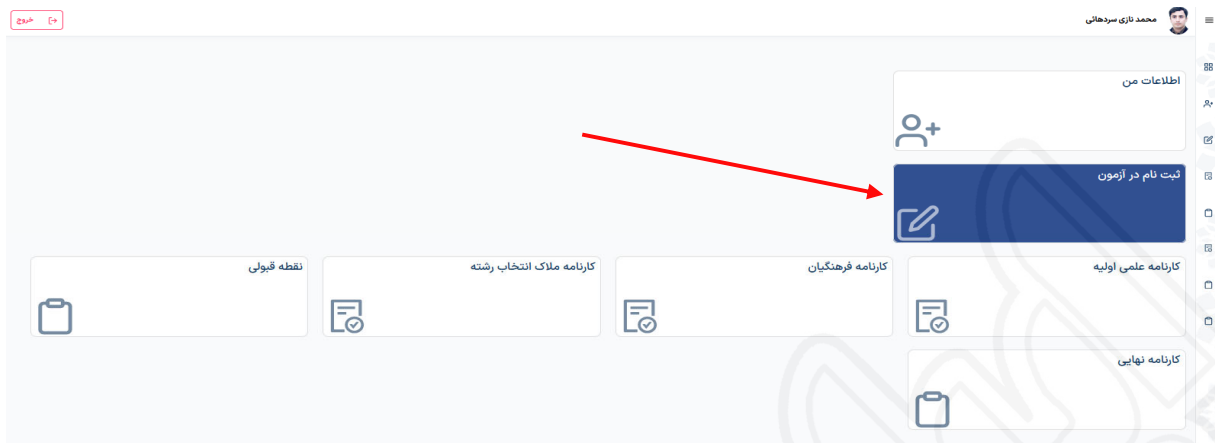 محمد نازی سردهائی
خروج
اطلاعات من
ثبت نام در آزمون
کارنامه علمی اولیه
کارنامه فرهنگیان
کارنامه ملاک انتخاب رشته
نقطه قبولی
کارنامه نهایی